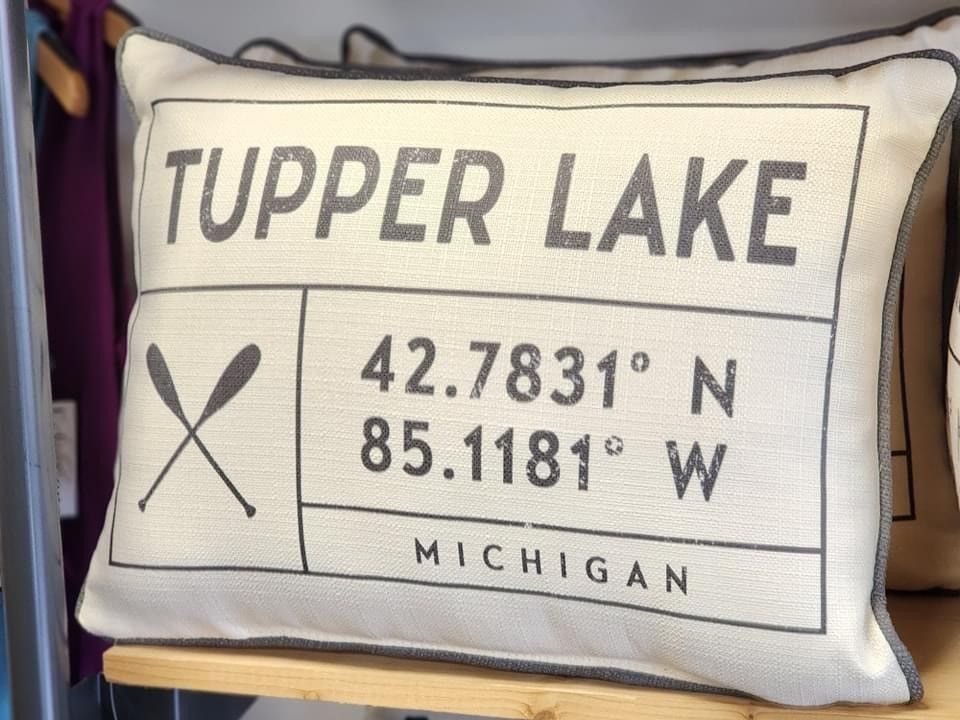 TUPPER LAKE
42.7831° N
85.1181° W
MICHIGAN